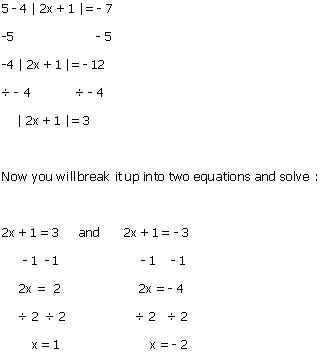 5 - 4 | 2x + 1 | = - 7
-5 - 5
-4 | 2x + 1 | = - 12
÷ - 4 ÷ - 4
| 2x + 1 | = 3
Now you will break it up into two equations and solve :
2x + 1 = 3 and 2x + 1 = - 3
- 1 - 1 - 1 - 1
2x = 2 2x = - 4
÷ 2 ÷ 2 ÷ 2 ÷ 2
x = 1 x = - 2